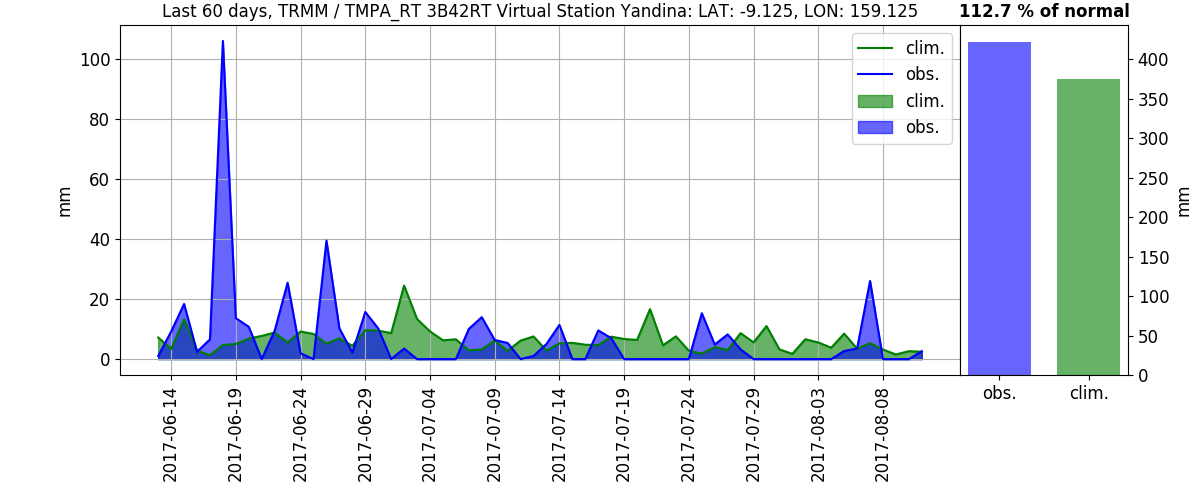 Last 60 days, TRMM / TMPA_RT 3B42RT Virtual Station Yandina: LAT: -9.125, LON: 159.125
112.7 % of normal
mm
100
80
60
40
20
0
clim.
obs.
clim.
obs.
2017-06-14
2017-06-19
2017-06-24
2017-06-29
2017-07-04
2017-07-09
2017-07-14
2017-07-19
2017-07-24
2017-07-29
2017-08-03
2017-08-08
400
350
300
250
200
150
100
50
0
mm
obs.
clim.